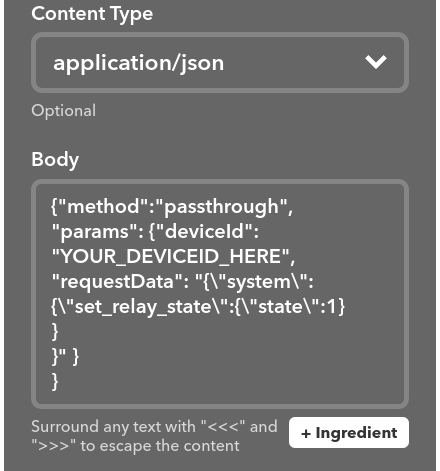 Content Type
application/json
Optional
Body
{"method":"passthrough",
"params": {"deviceId":
"YOUR_DEVICEID_HERE",
"requestData": "{\"system\":
{\"set_relay_state\":{\"state\":1}
}
}" }
}
Surround any text with "<<<" and
">>>" to escape the content
+ Ingredient